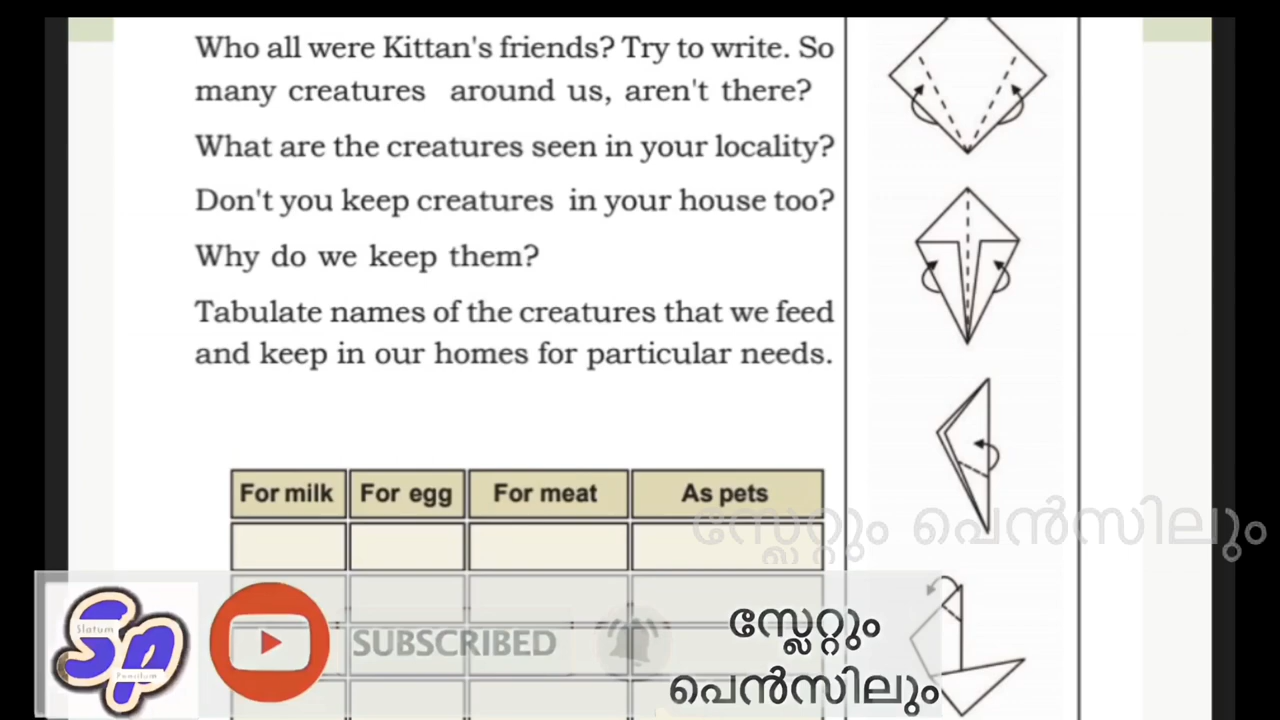 Who all were Kittan's friends? Try to write. So
many creatures around us, aren't there?
What are the creatures seen in your locality?
Don't you keep creatures in your house too?
Why do we keep them?
Tabulate names of the creatures that we feed
and keep in our homes for particular needs.
For milk For egg For meat As pets
സ്ലേറ്റും പെൻസിലും
Slatum
Sp
Pensilum
SUBSCRIBED
സ്ലേറ്റും
പെൻസിലും